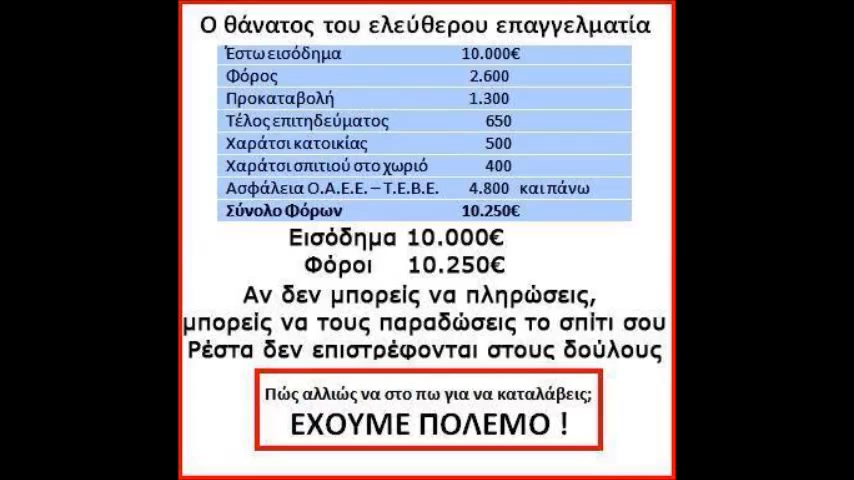 Ο θάνατος του ελεύθερου επαγγελματία
Έστω εισόδημα 10.000€
Φόρος 2.600
Προκαταβολή 1.300
Τέλος επιτηδεύματος 650
Χαράτσι κατοικίας 500
Χαράτσι σπιτιού στο χωριό 400
Ασφάλεια Ο.Α.Ε.Ε. – Τ.Ε.Β.Ε. 4.800 και πάνω
Σύνολο Φόρων 10.250€
Εισόδημα 10.000€
Φόροι 10.250€
Αν δεν μπορείς να πληρώσεις,
μπορείς να τους παραδώσεις το σπίτι σου
Ρέστα δεν επιστρέφονται στους δούλους
Πώς αλλιώς να στο πω για να καταλάβεις;
ΕΧΟΥΜΕ ΠΟΛΕΜΟ !